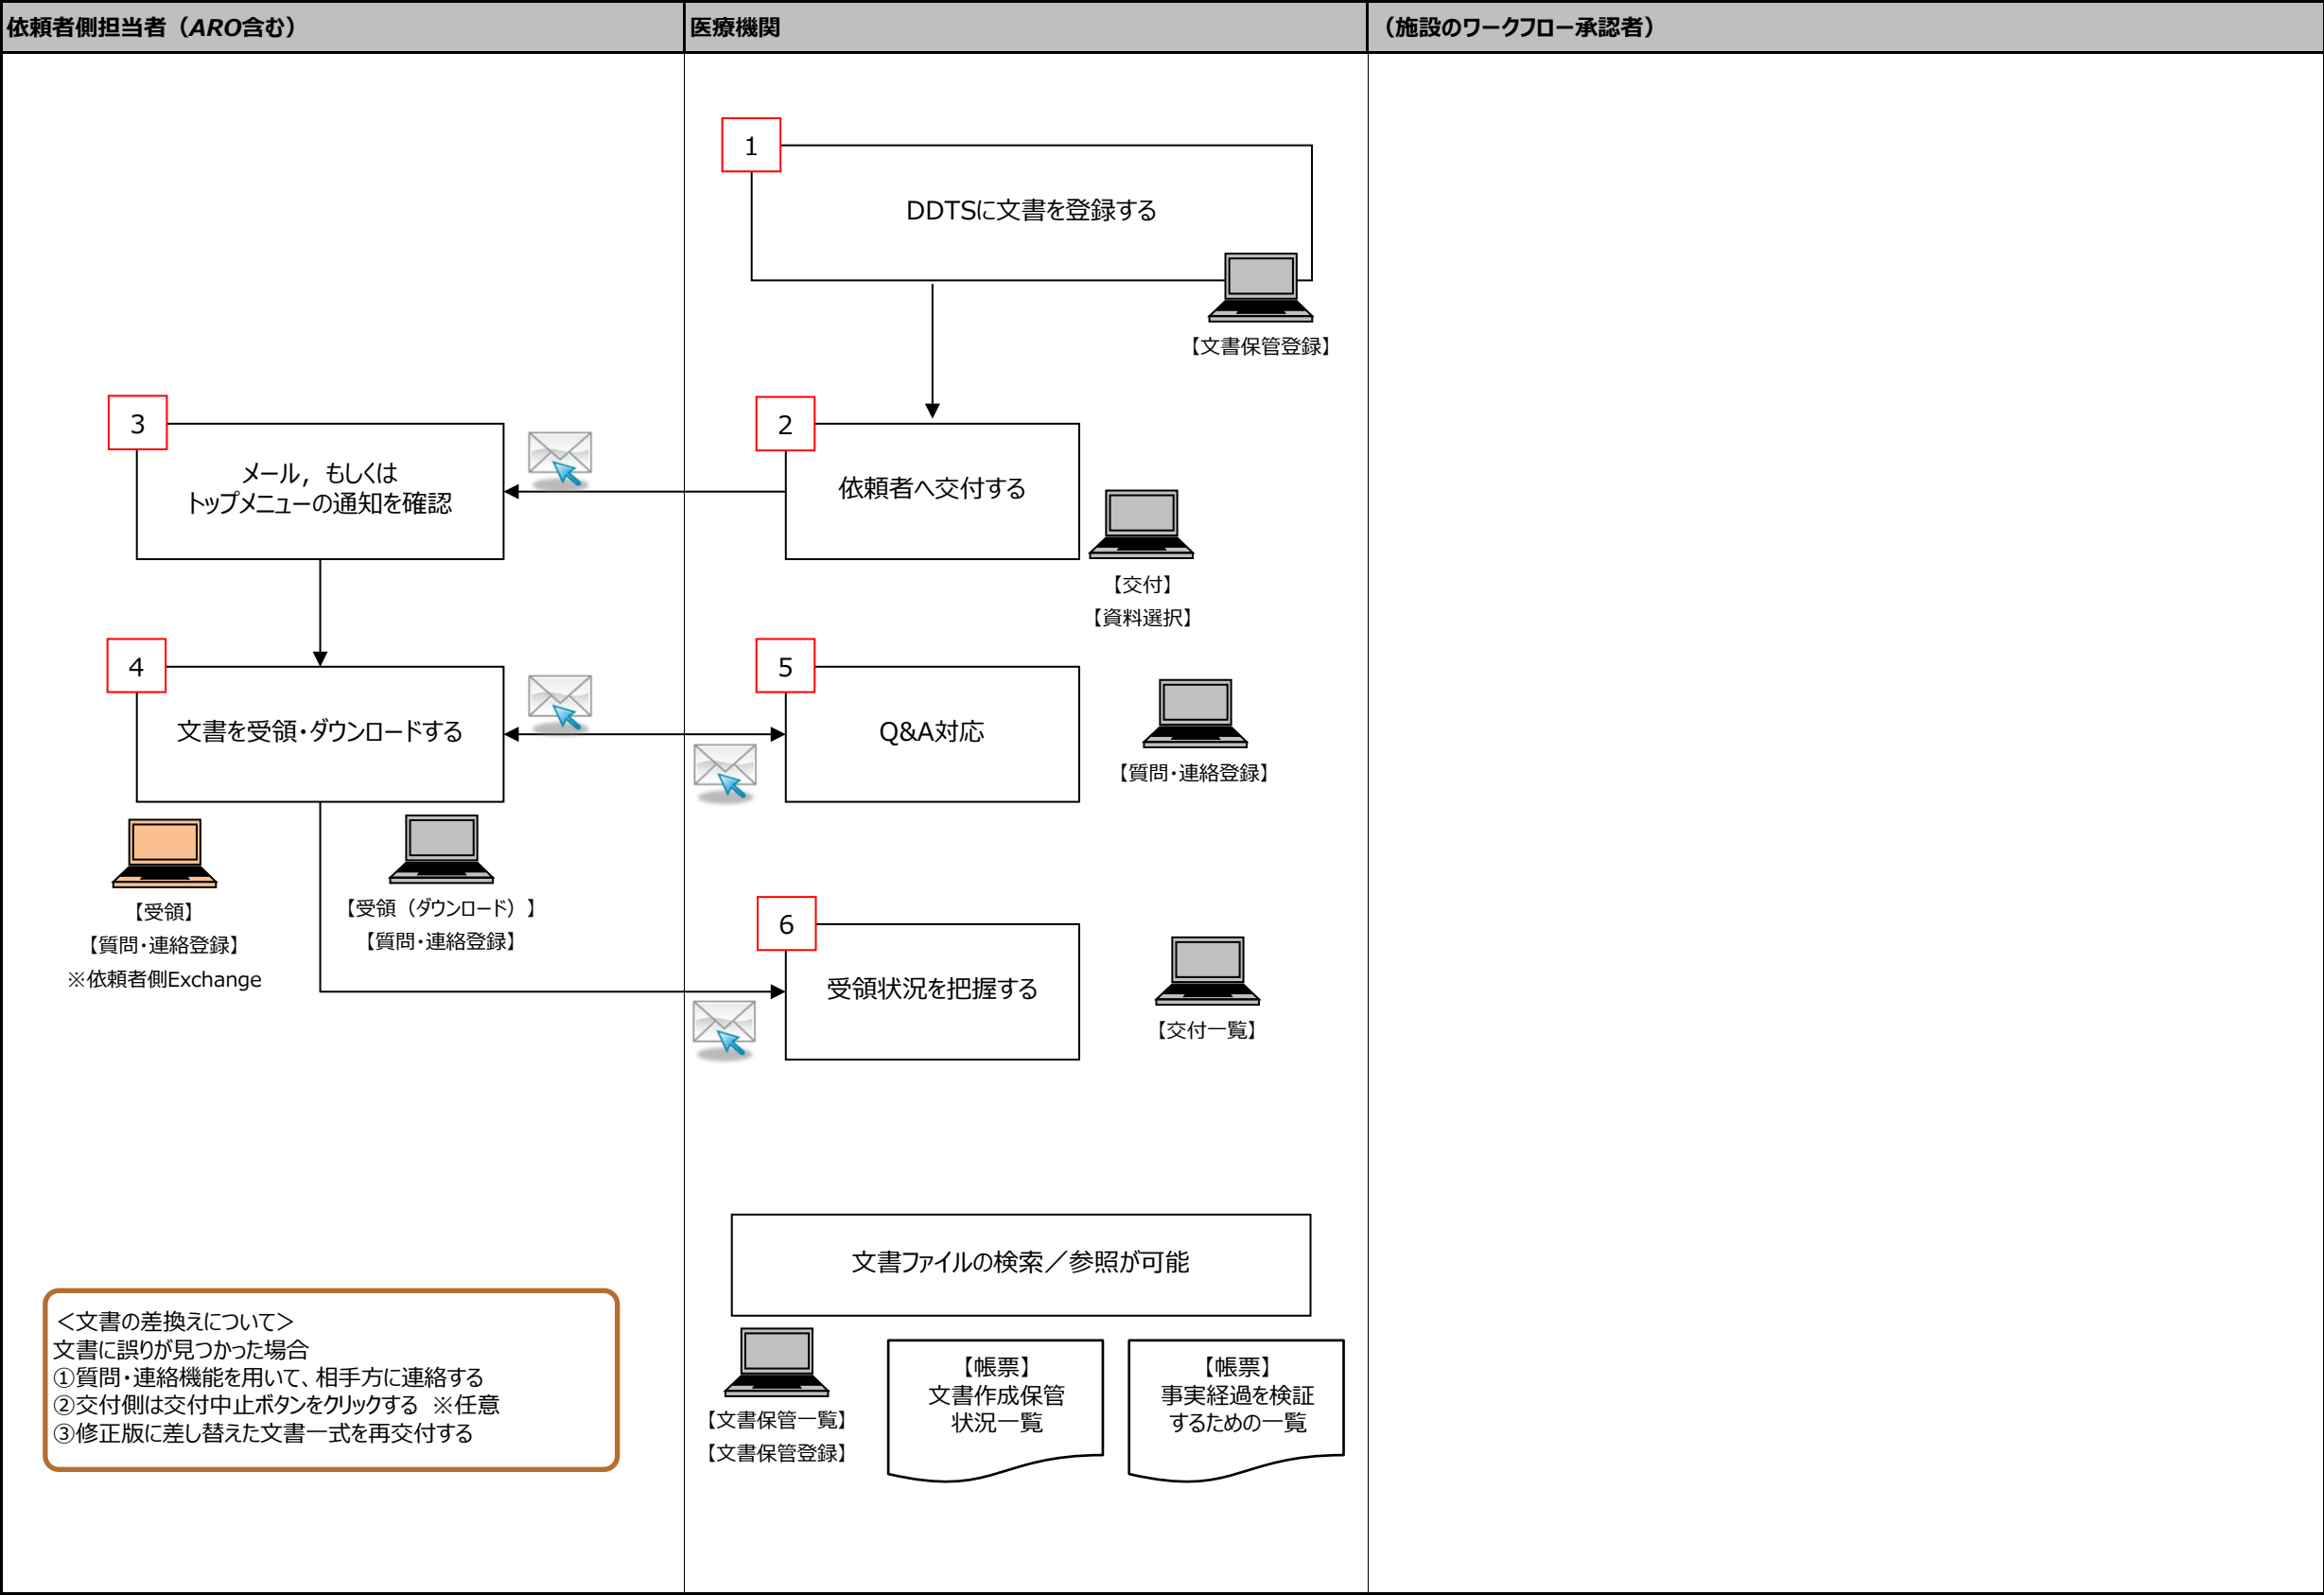 依頼者側担当者（ARO含む）
医療機関
（施設のワークフロー承認者）
1
DDTSに文書を登録する
【文書保管登録】
3
メール，もしくは
トップメニューの通知を確認
2
依頼者へ交付する
【交付】
【資料選択】
4
文書を受領・ダウンロードする
5
Q&A対応
【質問・連絡登録】
【受領】
【質問・連絡登録】
※依頼者側Exchange
【受領（ダウンロード）】
【質問・連絡登録】
6
受領状況を把握する
【交付一覧】
文書ファイルの検索／参照が可能
＜文書の差換えについて＞
文書に誤りが見つかった場合
①質問・連絡機能を用いて、相手方に連絡する
②交付側は交付中止ボタンをクリックする　※任意
③修正版に差し替えた文書一式を再交付する
【文書保管一覧】
【文書保管登録】
【帳票】
文書作成保管
状況一覧
【帳票】
事実経過を検証
するための一覧